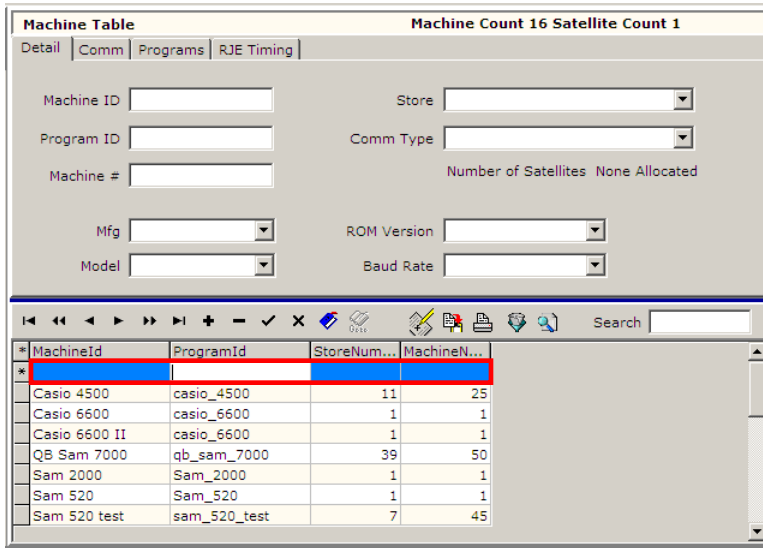 Machine Table Machine Count 16 Satellite Count 1
Detail Comm Programs RJE Timing
Machine ID Store
Program ID Comm Type
Machine # Number of Satellites None Allocated
Mfg ROM Version
Model Baud Rate
Search
* MachineId ProgramId StoreNum... MachineN...
*
Casio 4500 casio_4500 11 25
Casio 6600 casio_6600 1 1
Casio 6600 II casio_6600 1 1
QB Sam 7000 qb_sam_7000 39 50
Sam 2000 Sam_2000 1 1
Sam 520 Sam_520 1 1
Sam 520 test sam_520_test 7 45